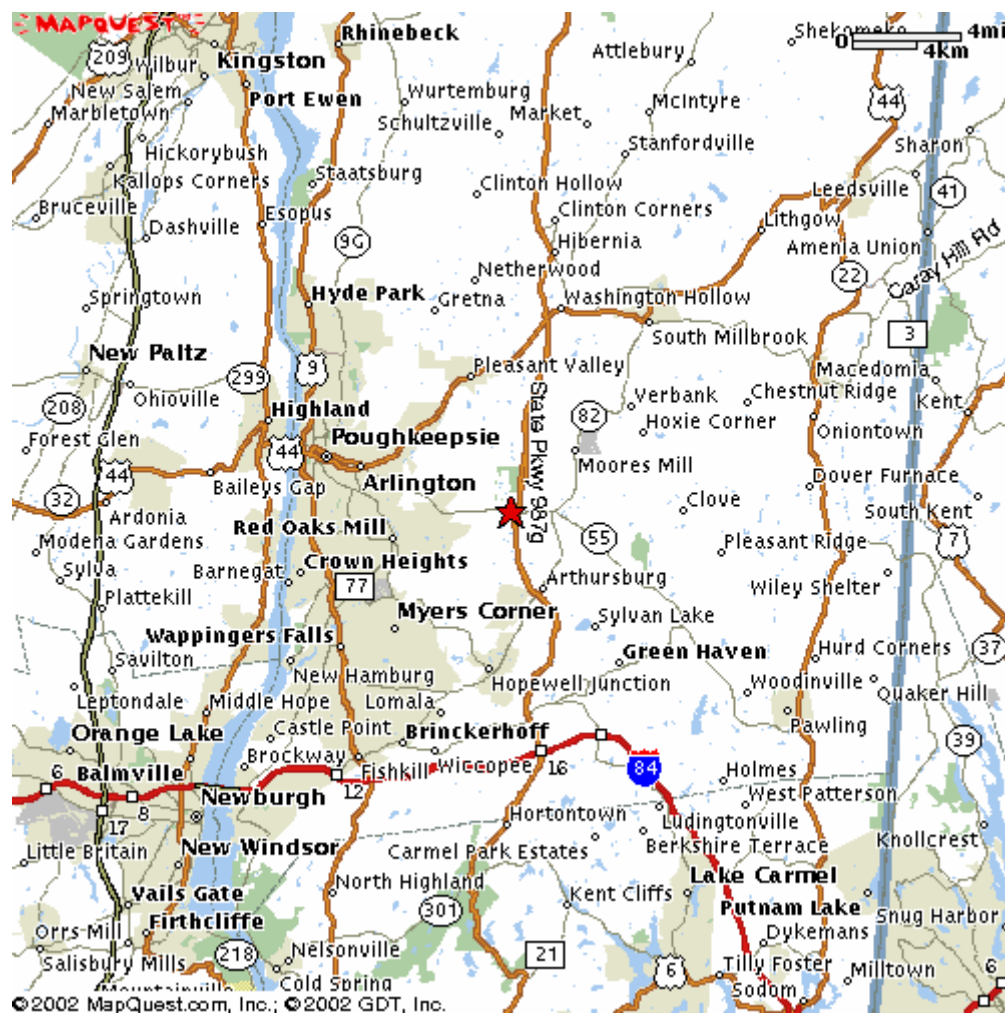 MAPQUEST
Rhinebeck
Shekomeko
0 4mi
4km
209
Wilbur
Kingston
Attlebury
New Salem
Port Ewen
Wurtemburg
McIntyre
44
Marbletown
Schultzville
Market
Stanfordville
Sharon
Hickorybush
Kallops Corners
Staatsburg
Clinton Hollow
Leedsville
41
Bruceville
Esopus
Clinton Corners
Lithgow
Dashville
9G
Hibernia
Amenia Union
Netherwood
22
Caray Hill Rd
Springtown
Hyde Park
Gretna
Washington Hollow
South Millbrook
3
New Paltz
9
Pleasant Valley
Macedomia
299
State Pkwy 987g
Verbank
Chestnut Ridge
Ohioville
208
Highland
82
Hoxie Corner
Kent
Forest Glen
44
Poughkeepsie
Oniontown
44
Moores Mill
Baileys Gap
Arlington
Dover Furnace
32
Ardonia
Clove
South Kent
Red Oaks Mill
Modena Gardens
55
Pleasant Ridge
7
Sylva
Barnegat
Crown Heights
Arthursburg
Wiley Shelter
77
Plattekill
Myers Corner
Sylvan Lake
Wappingers Falls
Green Haven
Hurd Corners
37
Savilton
New Hamburg
Hopewell Junction
Woodinville
Quaker Hill
Leptondale
Middle Hope
Lomala
Pawling
Castle Point
Orange Lake
Brinckerhoff
39
Brockway
6
Balmville
Fishkill
Wiccopee
16
84
Holmes
8
Newburgh
12
West Patterson
17
Hortontown
Ludingtonville
Knollcrest
Little Britain
New Windsor
Carmel Park Estates
Berkshire Terrace
Vails Gate
North Highland
Kent Cliffs
Lake Carmel
Firthcliffe
301
Putnam Lake
Snug Harbor
Orrs Mill
218
Nelsonville
21
Dykemans
Salisbury Mills
Cold Spring
6
Tilly Foster
Milltown
6
Mountainville
Sodom
©2002 MapQuest.com, Inc.; ©2002 GDT, Inc.